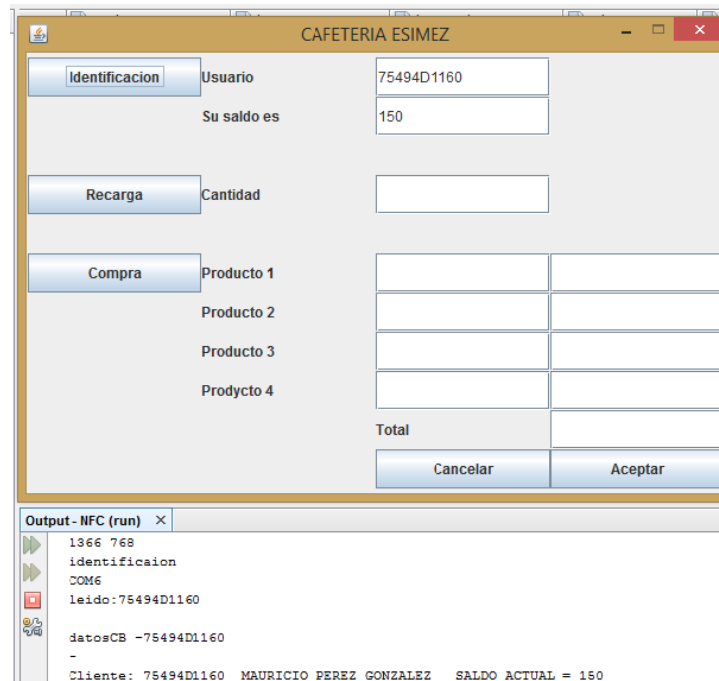 CAFETERIA ESIMEZ
Identificacion Usuario 75494D1160
Su saldo es 150
Recarga Cantidad
Compra Producto 1
Producto 2
Producto 3
Prodycto 4
Total
Cancelar Aceptar
Output - NFC (run)
1366 768
identificaion
COM6
leido:75494D1160
datosCB -75494D1160
-
Cliente: 75494D1160 MAURICIO PEREZ GONZALEZ SALDO ACTUAL = 150